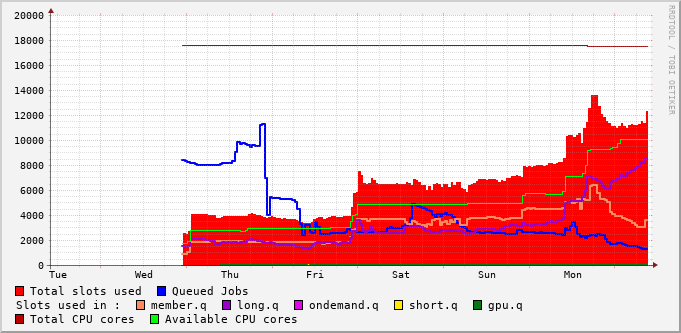 20000
18000
16000
14000
12000
10000
8000
6000
4000
2000
0
Tue Wed Thu Fri Sat Sun Mon
RRDTOOL / TOBI OETIKER
Total slots used Queued Jobs
Slots used in : member.q long.q ondemand.q short.q gpu.q
Total CPU cores Available CPU cores